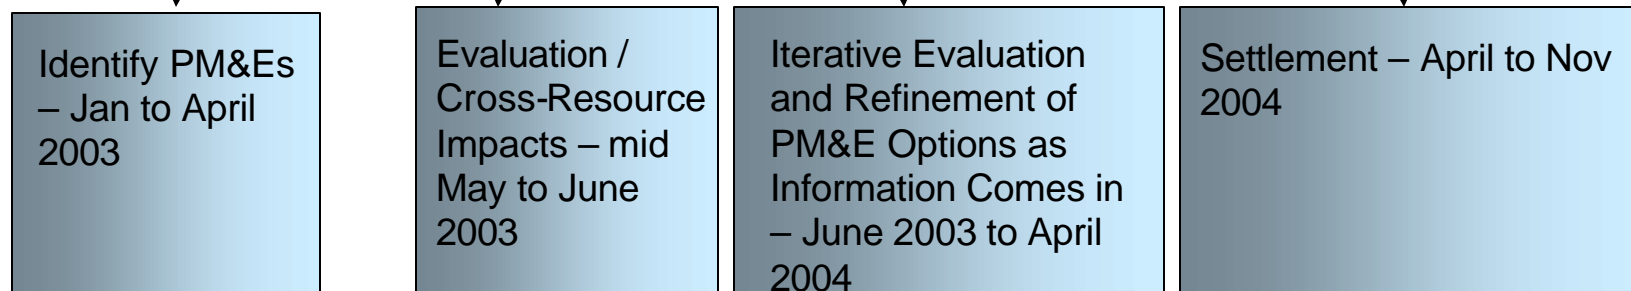 Identify PM&Es
– Jan to April
2003
Evaluation /
Cross-Resource
Impacts – mid
May to June
2003
Iterative Evaluation
and Refinement of
PM&E Options as
Information Comes in
– June 2003 to April
2004
Settlement – April to Nov
2004